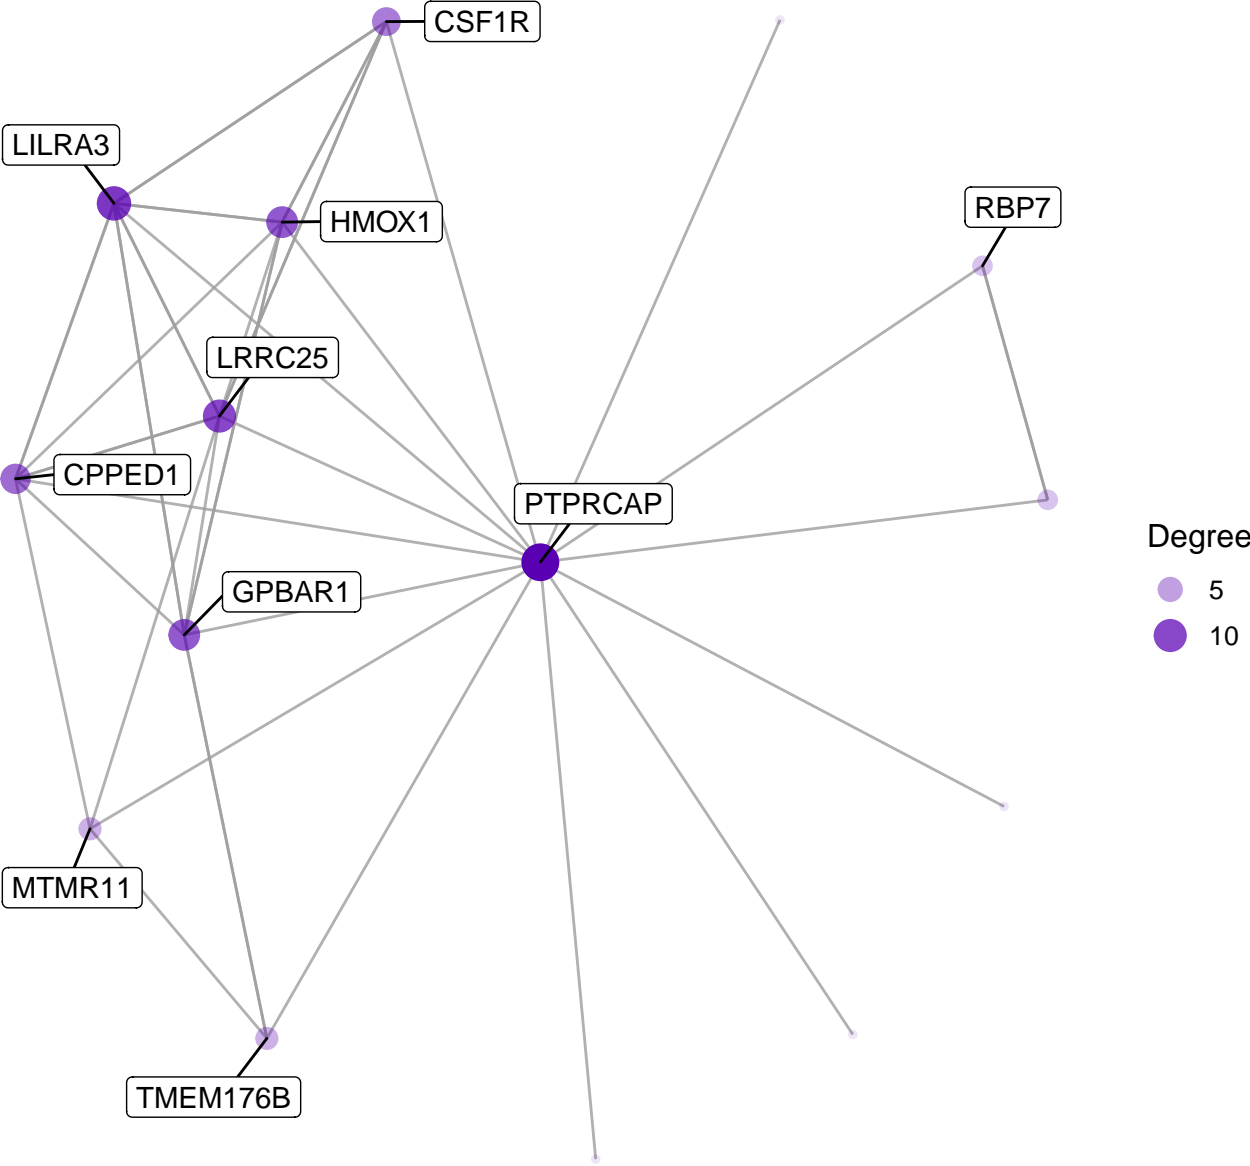 CSF1R
LILRA3
RBP7
HMOX1
LRRC25
CPPED1
PTPRCAP
Degree
5
10
GPBAR1
MTMR11
TMEM176B